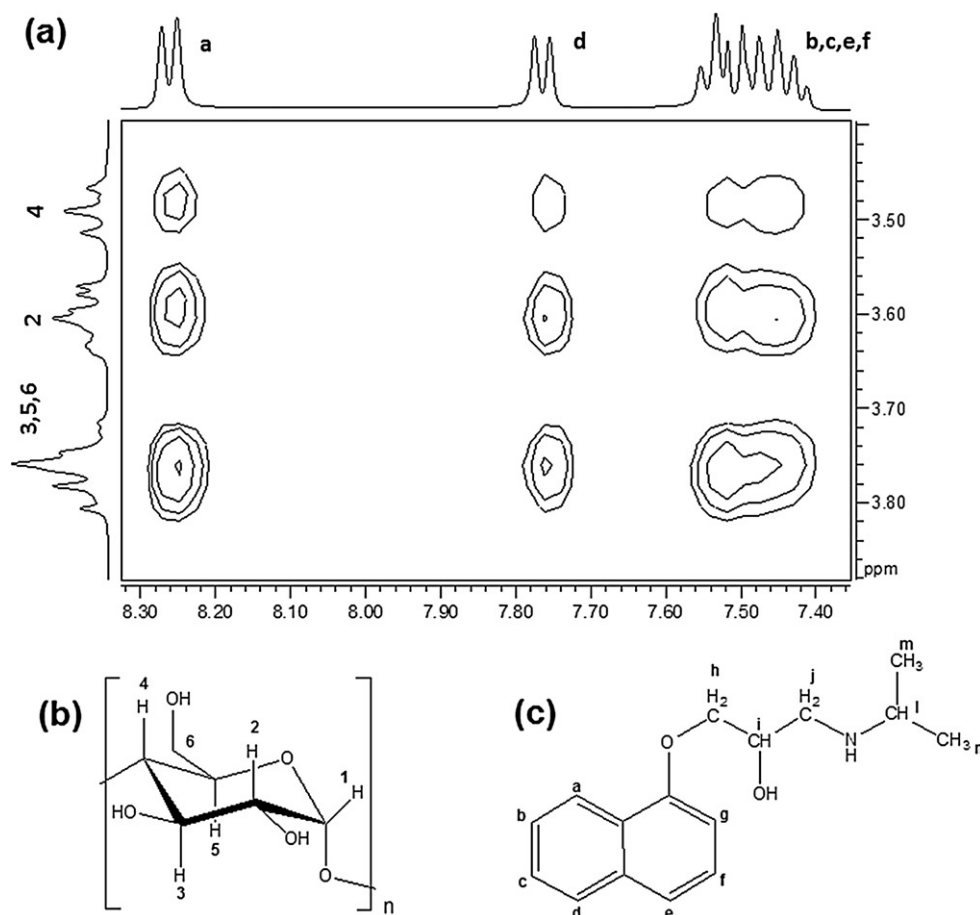 (a)
a
d
b,c,e,f
4
2
3,5,6
3.50
3.60
3.70
3.80
ppm
8.30 8.20 8.10 8.00 7.90 7.80 7.70 7.60 7.50 7.40
(b)
4
H
OH
6
2
H
O
1
H
HO
H
5
OH
H
3
O
n
(c)
m
CH3
h
H2
j
H2
CH
l
O
CH
i
N
H
CH3
n
OH
a
b
g
c
f
d
e